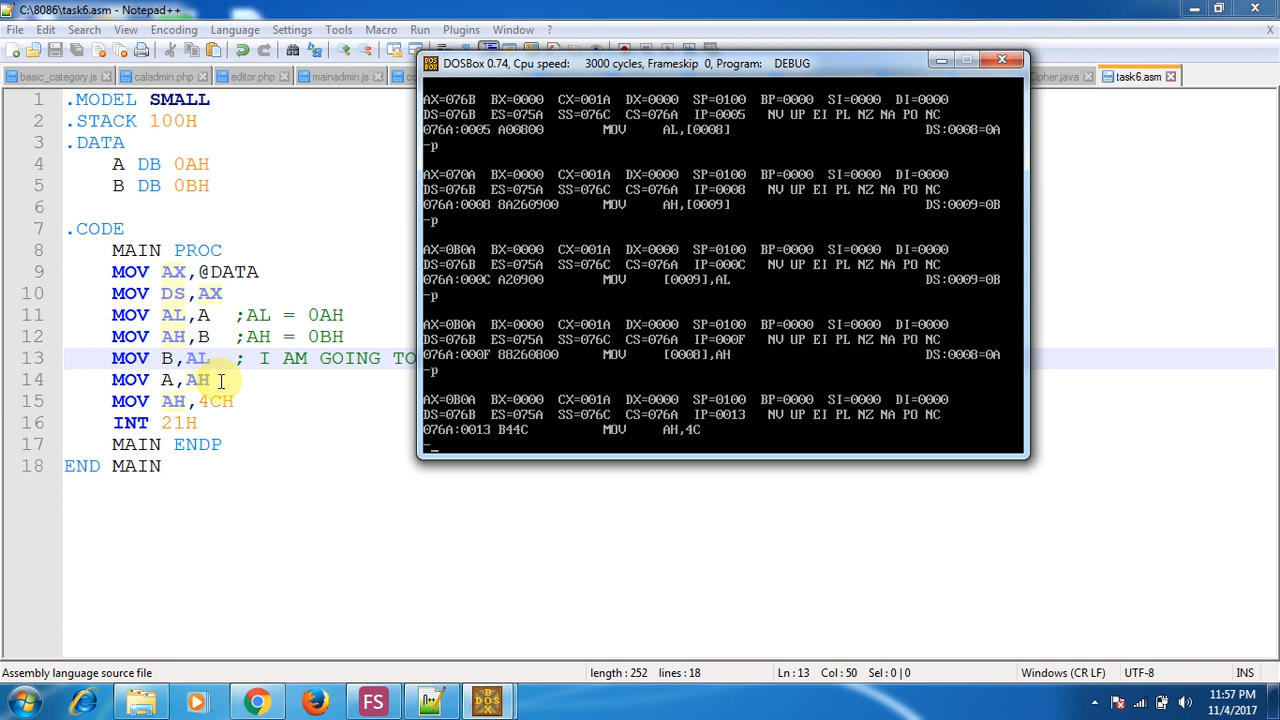 C:\8086\task6.asm - Notepad++
File Edit Search View Encoding Language Settings Tools Macro Run Plugins Window ? X
basic_category.js caladmin.php editor.php mainadmin.js task6.asm
1 .MODEL SMALL
2 .STACK 100H
3 .DATA
4 A DB 0AH
5 B DB 0BH
6
7 .CODE
8 MAIN PROC
9 MOV AX,@DATA
10 MOV DS,AX
11 MOV AL,A ;AL = 0AH
12 MOV AH,B ;AH = 0BH
13 MOV B,AL ; I AM GOING TO
14 MOV A,AH
15 MOV AH,4CH
16 INT 21H
17 MAIN ENDP
18 END MAIN
DOSBox 0.74, Cpu speed: 3000 cycles, Frameskip 0, Program: DEBUG
AX=076B BX=0000 CX=001A DX=0000 SP=0100 BP=0000 SI=0000 DI=0000
DS=076B ES=075A SS=076C CS=076A IP=0005 NV UP EI PL NZ NA PO NC
076A:0005 A00800 MOV AL,[0008] DS:0008=0A
-p
AX=070A BX=0000 CX=001A DX=0000 SP=0100 BP=0000 SI=0000 DI=0000
DS=076B ES=075A SS=076C CS=076A IP=0008 NV UP EI PL NZ NA PO NC
076A:0008 8A260900 MOV AH,[0009] DS:0009=0B
-p
AX=0B0A BX=0000 CX=001A DX=0000 SP=0100 BP=0000 SI=0000 DI=0000
DS=076B ES=075A SS=076C CS=076A IP=000C NV UP EI PL NZ NA PO NC
076A:000C A20900 MOV [0009],AL DS:0009=0B
-p
AX=0B0A BX=0000 CX=001A DX=0000 SP=0100 BP=0000 SI=0000 DI=0000
DS=076B ES=075A SS=076C CS=076A IP=000F NV UP EI PL NZ NA PO NC
076A:000F 88260800 MOV [0008],AH DS:0008=0A
-p
AX=0B0A BX=0000 CX=001A DX=0000 SP=0100 BP=0000 SI=0000 DI=0000
DS=076B ES=075A SS=076C CS=076A IP=0013 NV UP EI PL NZ NA PO NC
076A:0013 B44C MOV AH,4C
-_
Assembly language source file length : 252 lines : 18 Ln : 13 Col : 50 Sel : 0 | 0 Windows (CR LF) UTF-8 INS
FS
DOS
BOX
11:57 PM
11/4/2017